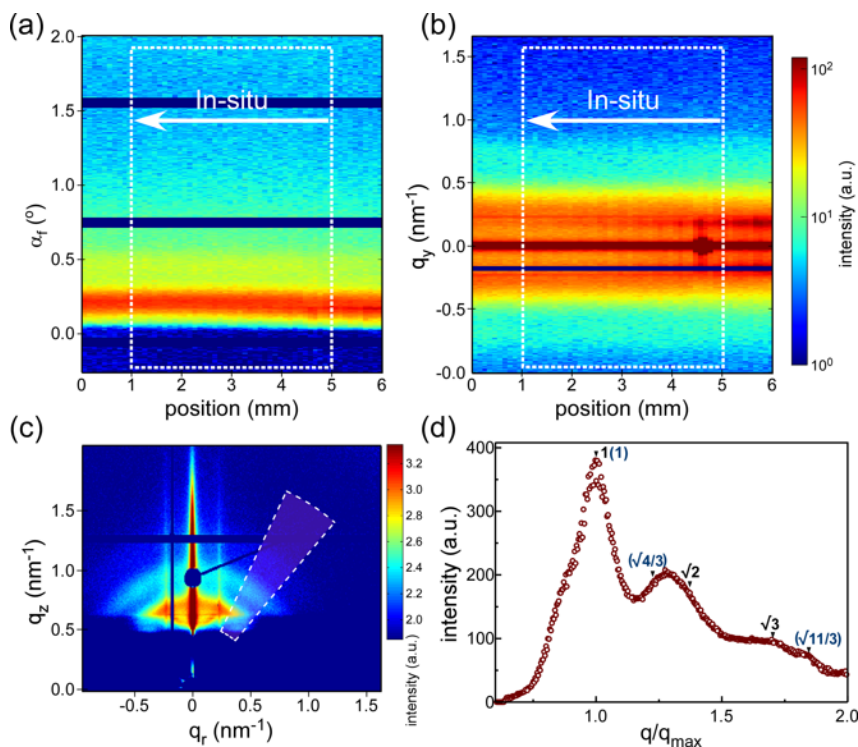 (a)
2.0
1.5
1.0
0.5
0.0
αf (º)
In-situ
0 1 2 3 4 5 6
position (mm)
(b)
1.5
1.0
0.5
0.0
-0.5
-0.0
q_y (nm⁻¹)
In-situ
0 1 2 3 4 5 6
position (mm)
10²
10¹
10⁰
intensity (a.u.)
(c)
2.0
1.5
1.0
0.5
0.0
q_z (nm⁻¹)
-0.5 0 0.5 1.0 1.5
q_r (nm⁻¹)
3.2
3.0
2.8
2.6
2.4
2.2
2.0
intensity (a.u.)
(d)
400
300
200
100
0
intensity (a.u.)
1(1)
(√4/3)
√2
√3
(√11/3)
1.0 1.5 2.0
q/q_max